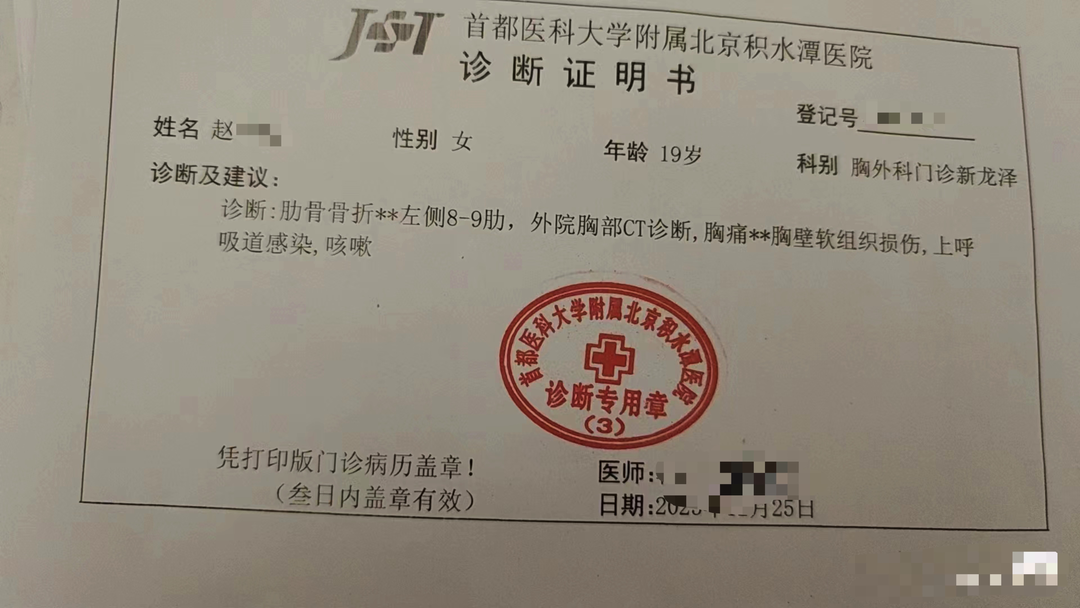 JST 首都医科大学附属北京积水潭医院
诊断证明书
登记号
姓名 赵 性别 女 年龄 19岁 科别 胸外科门诊新龙泽
诊断及建议:
诊断:肋骨骨折**左侧8-9肋, 外院胸部CT诊断,胸痛**胸壁软组织损伤,上呼
吸道感染,咳嗽
首都医科大学附属北京积水潭医院
诊断专用章
(3)
凭打印版门诊病历盖章!
(叁日内盖章有效)
医师:
日期: 月25日